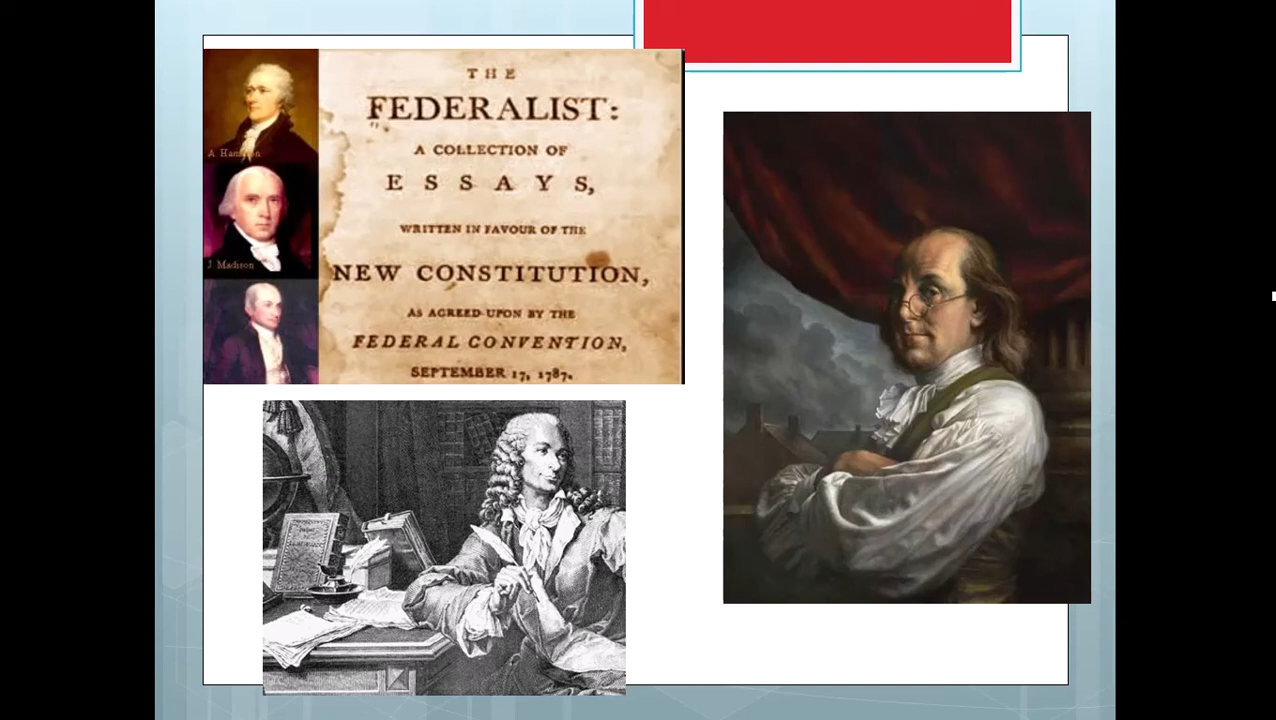 A. Hamilton
J. Madison
THE
FEDERALIST:
A COLLECTION OF
ESSAYS,
WRITTEN IN FAVOUR OF THE
NEW CONSTITUTION,
AS AGREED UPON BY THE
FEDERAL CONVENTION,
SEPTEMBER 17, 1787.